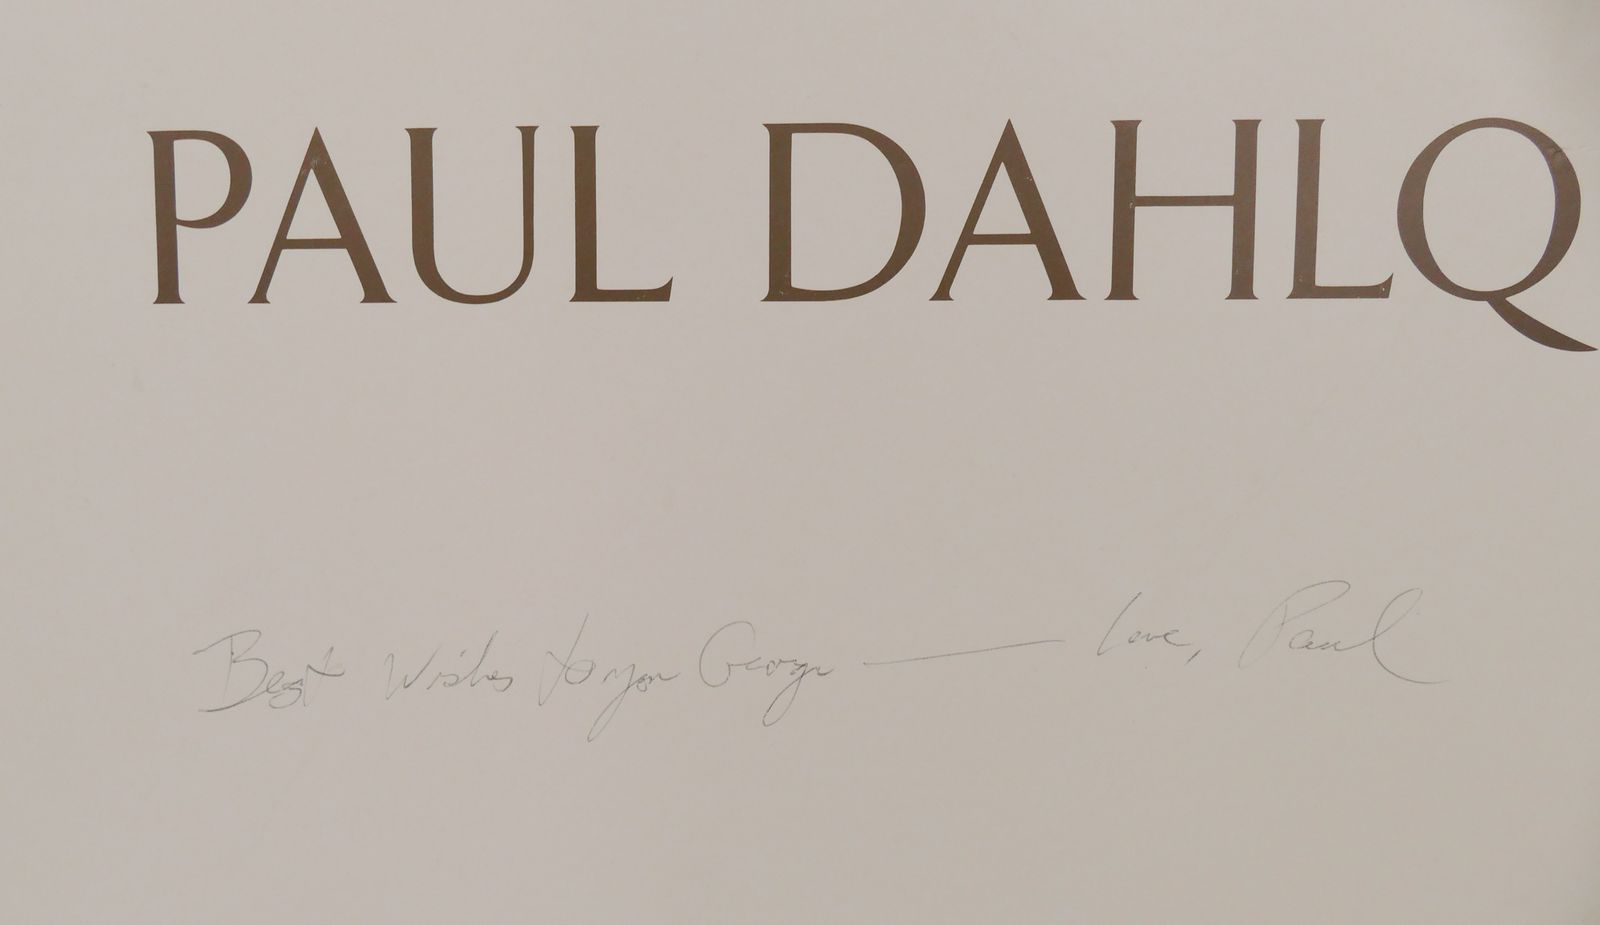 PAUL DAHLQ
Best Wishes to you George — Love, Paul